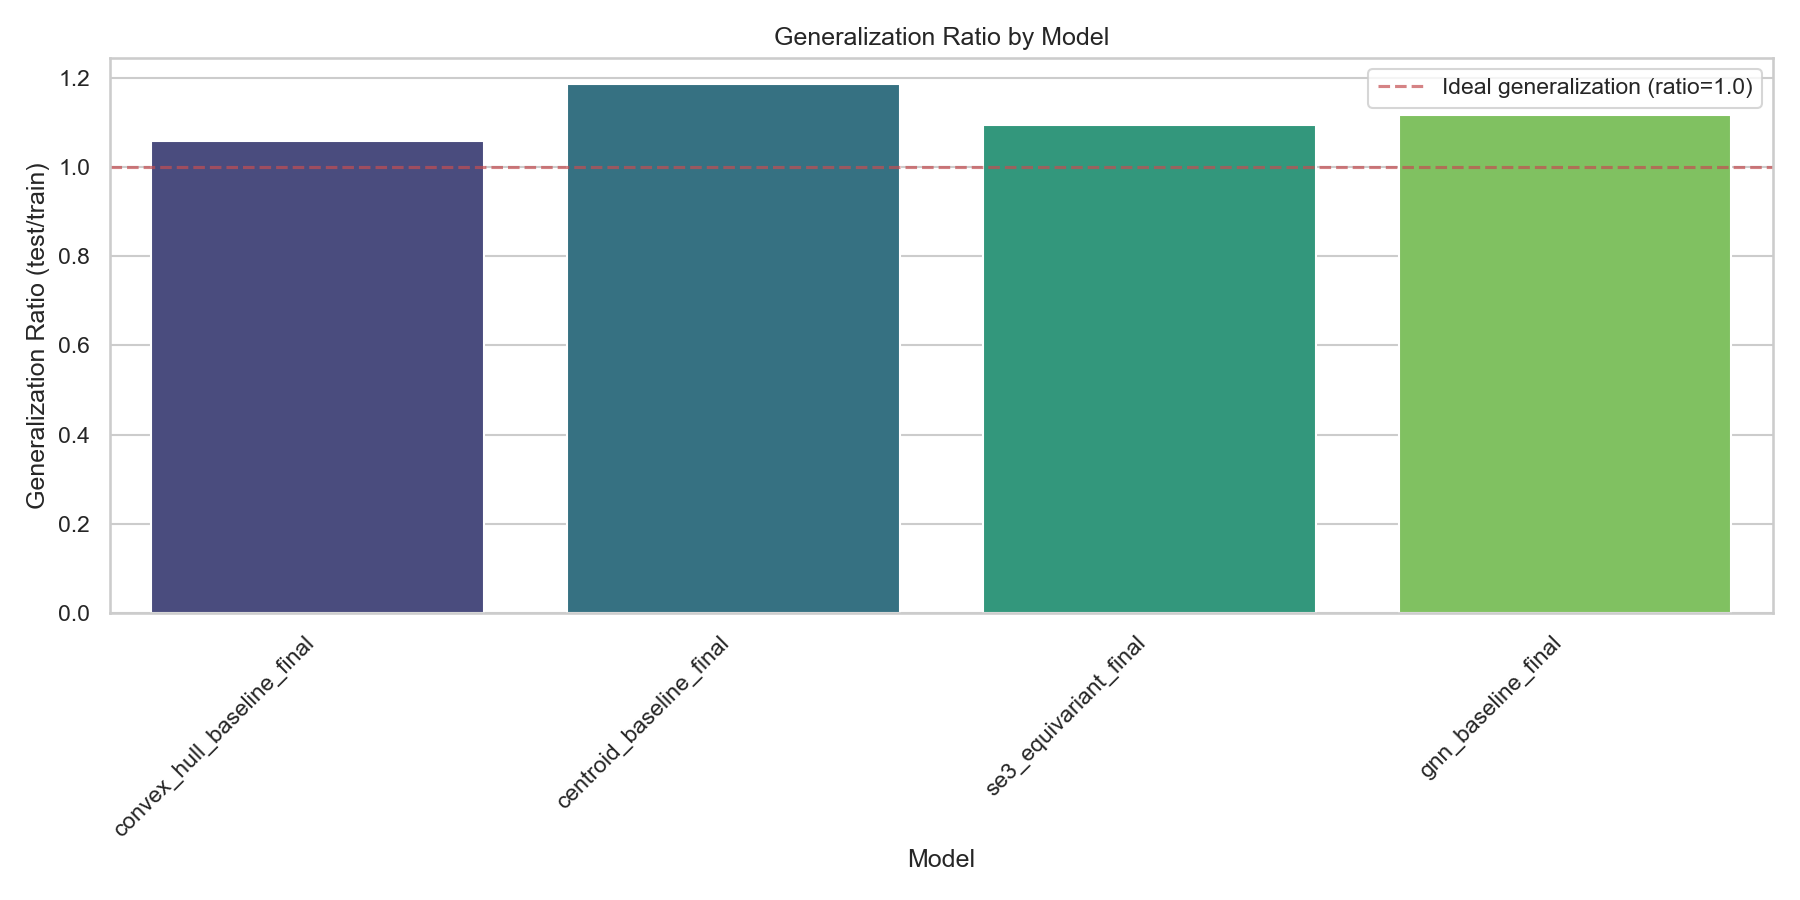 Generalization Ratio by Model
Ideal generalization (ratio=1.0)
Generalization Ratio (test/train)
1.2
1.0
0.8
0.6
0.4
0.2
0.0
convex_hull_baseline_final
centroid_baseline_final
se3_equivariant_final
gnn_baseline_final
Model